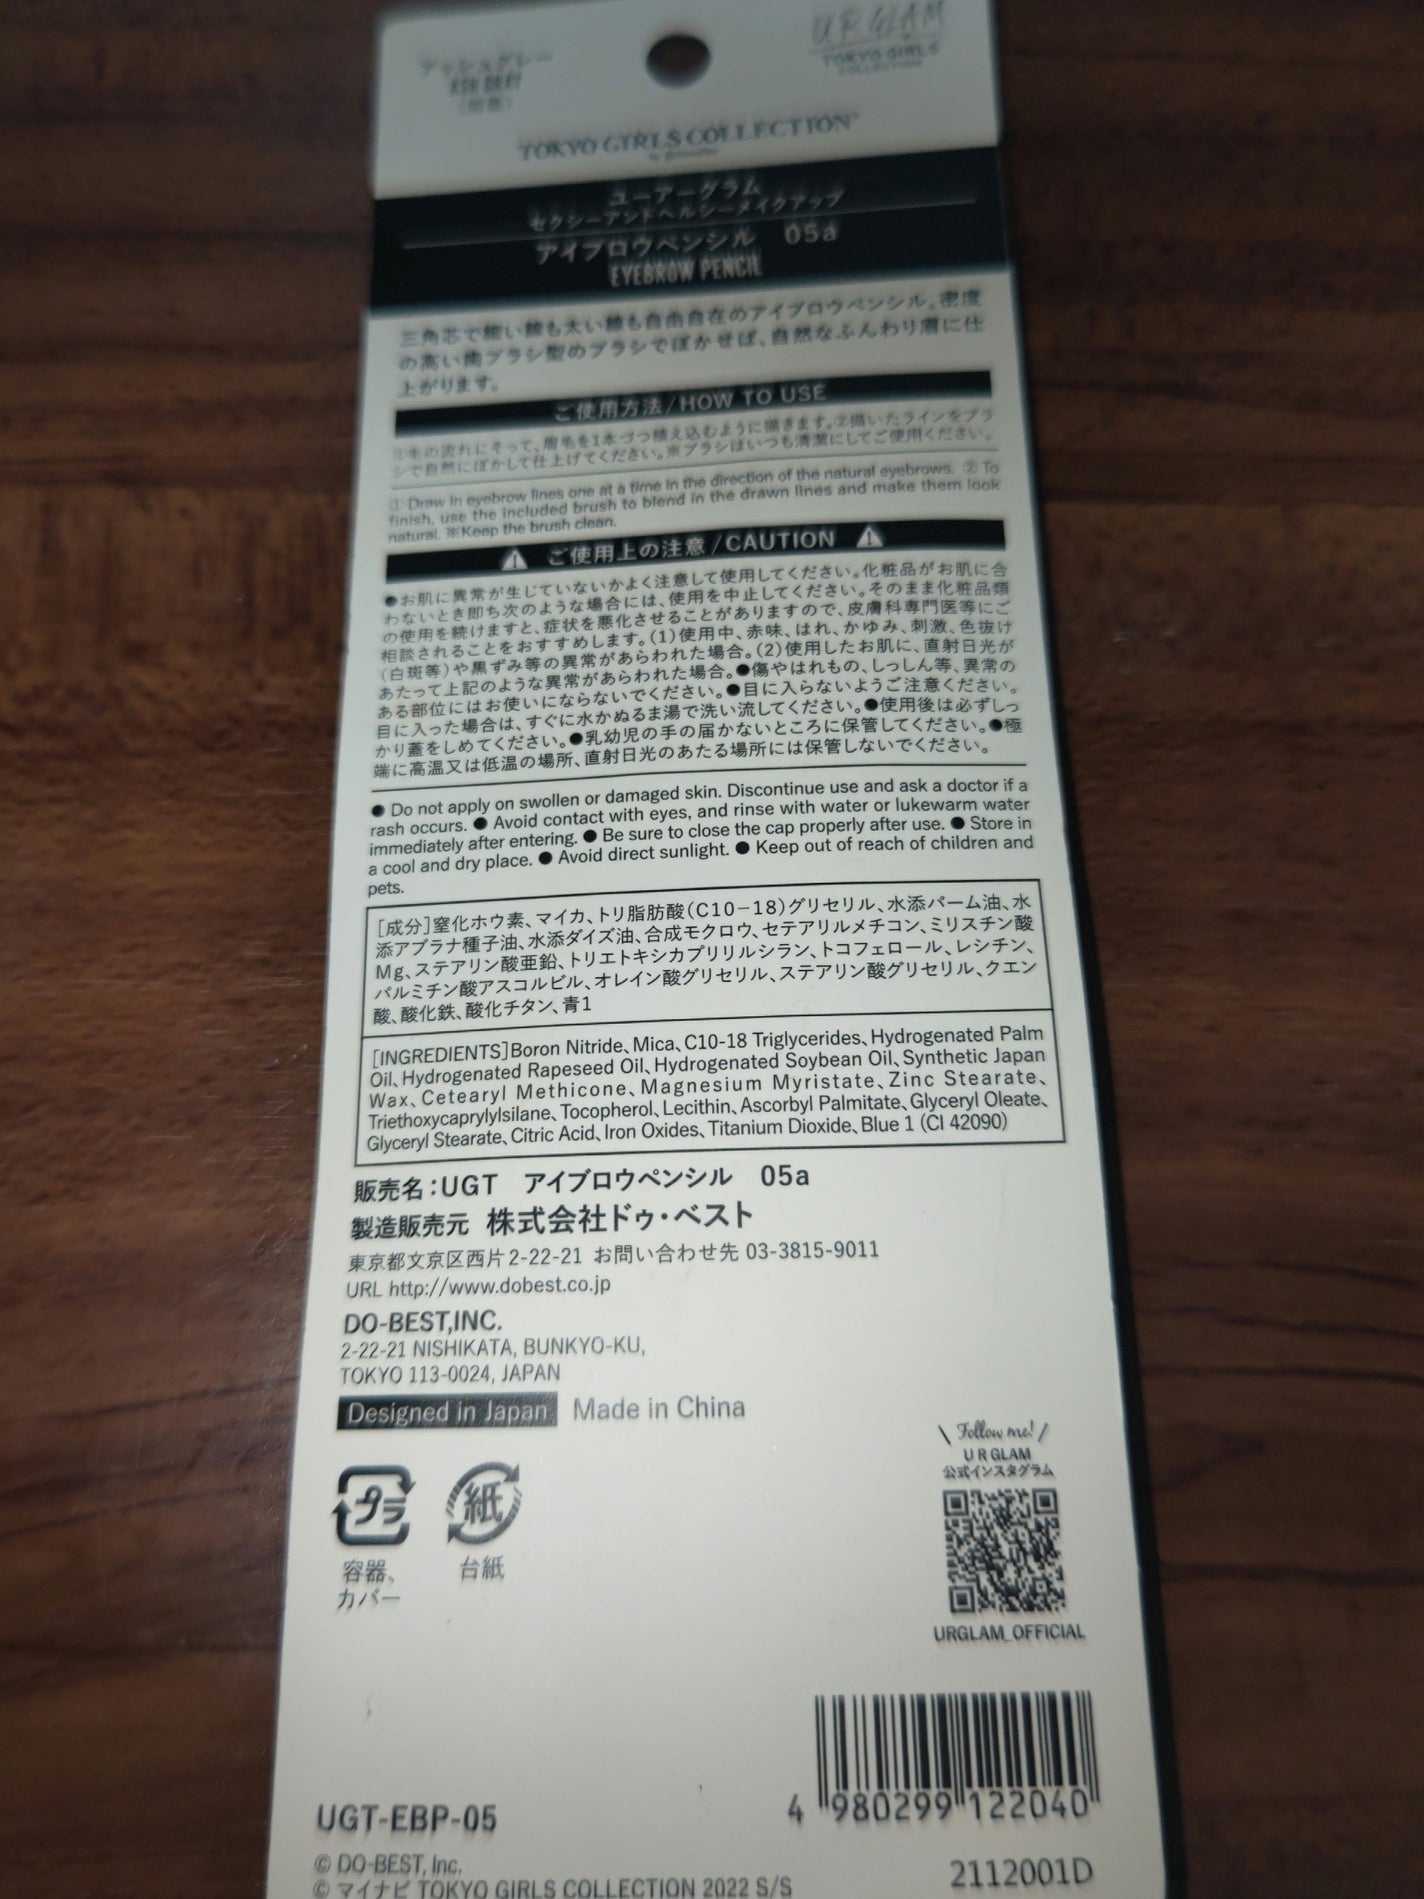 アッシュグレー
ASH GRAY
UR GLAM
TOKYO GIRLS
COLLECTION
TOKYO GIRLS COLLECTION
ユーアーグラム
セクシーアンドヘルシーメイクアップ
アイブロウペンシル 05a
EYEBROW PENCIL
三角芯で細い線も太い線も自由自在のアイブロウペンシル。密度
の高い歯ブラシ型のブラシでぼかせば、自然なふんわり眉に仕
上がります。
ご使用方法/HOW TO USE
①毛の流れにそって、眉毛を1本づつ植え込むように描きます。②描いたラインをブラ
シで自然にぼかして仕上げてください。※ブラシはいつも清潔にしてご使用ください。
① Draw in eyebrow lines one at a time in the direction of the natural eyebrows. ② To
finish, use the included brush to blend in the drawn lines and make them look
natural. ※Keep the brush clean.
⚠ ご使用上の注意/CAUTION ⚠
●お肌に異常が生じていないかよく注意して使用してください。化粧品がお肌に合
わないとき即ち次のような場合には、使用を中止してください。そのまま化粧品類
の使用を続けますと、症状を悪化させることがありますので、皮膚科専門医等にご
相談されることをおすすめします。(1)使用中、赤味、はれ、かゆみ、刺激、色抜け
(白斑等)や黒ずみ等の異常があらわれた場合。(2)使用したお肌に、直射日光が
あたって上記のような異常があらわれた場合。●傷やはれもの、しっしん等、異常の
ある部位にはお使いにならないでください。●目に入らないようご注意ください。
目に入った場合は、すぐに水かぬるま湯で洗い流してください。●使用後は必ずしっ
かり蓋をしめてください。●乳幼児の手の届かないところに保管してください。●極
端に高温又は低温の場所、直射日光のあたる場所には保管しないでください。
● Do not apply on swollen or damaged skin. Discontinue use and ask a doctor if a
rash occurs. ● Avoid contact with eyes, and rinse with water or lukewarm water
immediately after entering. ● Be sure to close the cap properly after use. ● Store in
a cool and dry place. ● Avoid direct sunlight. ● Keep out of reach of children and
pets.
[成分]窒化ホウ素、マイカ、トリ脂肪酸(C10-18)グリセリル、水添パーム油、水
添アブラナ種子油、水添ダイズ油、合成モクロウ、セテアリルメチコン、ミリスチン酸
Mg、ステアリン酸亜鉛、トリエトキシカプリリルシラン、トコフェロール、レシチン、
パルミチン酸アスコルビル、オレイン酸グリセリル、ステアリン酸グリセリル、クエン
酸、酸化鉄、酸化チタン、青1
[INGREDIENTS]Boron Nitride、Mica、C10-18 Triglycerides、Hydrogenated Palm
Oil、Hydrogenated Rapeseed Oil、Hydrogenated Soybean Oil、Synthetic Japan
Wax、Cetearyl Methicone、Magnesium Myristate、Zinc Stearate、
Triethoxycaprylylsilane、Tocopherol、Lecithin、Ascorbyl Palmitate、Glyceryl Oleate、
Glyceryl Stearate、Citric Acid、Iron Oxides、Titanium Dioxide、Blue 1 (CI 42090)
販売名:UGT アイブロウペンシル 05a
製造販売元 株式会社ドゥ・ベスト
東京都文京区西片2-22-21 お問い合わせ先 03-3815-9011
URL http://www.dobest.co.jp
DO-BEST,INC.
2-22-21 NISHIKATA, BUNKYO-KU,
TOKYO 113-0024, JAPAN
Designed in Japan Made in China
プラ
容器、
カバー
紙
台紙
\ Follow me! /
U R GLAM
公式インスタグラム
URGLAM_OFFICIAL
UGT-EBP-05
4 980299 122040
© DO-BEST, Inc.
© マイナビ TOKYO GIRLS COLLECTION 2022 S/S
2112001D